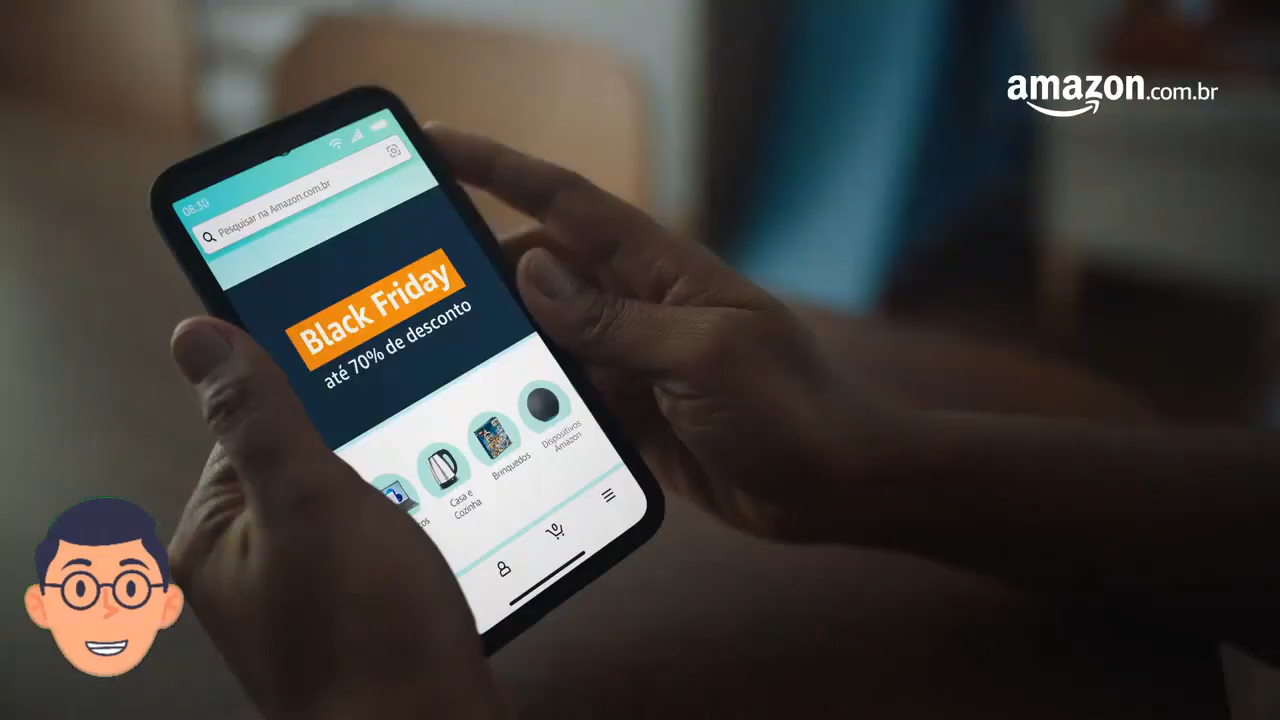 amazon.com.br
08:30
Pesquisar na Amazon.com.br
Black Friday
até 70% de desconto
Casa e
Cozinha
Brinquedos
Dispositivos
Amazon
0